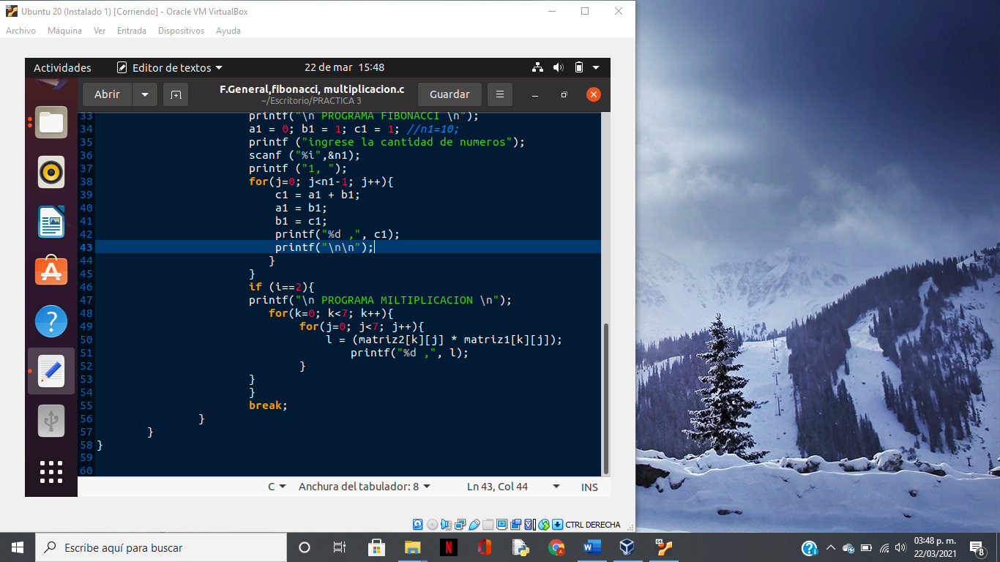 Ubuntu 20 (Instalado 1) [Corriendo] - Oracle VM VirtualBox
Archivo Máquina Ver Entrada Dispositivos Ayuda
Actividades Editor de textos 22 de mar 15:48
Abrir F.General,fibonacci, multiplicacion.c Guardar
~/Escritorio/PRACTICA 3
33 printf("\n PROGRAMA FIBONACCI \n");
34 a1 = 0; b1 = 1; c1 = 1; //n1=10;
35 printf ("ingrese la cantidad de numeros");
36 scanf ("%i",&n1);
37 printf ("1, ");
38 for(j=0; j<n1-1; j++){
39 c1 = a1 + b1;
40 a1 = b1;
41 b1 = c1;
42 printf("%d ,", c1);
43 printf("\n\n");
44 }
45 }
46 if (i==2){
47 printf("\n PROGRAMA MILTIPLICACION \n");
48 for(k=0; k<7; k++){
49 for(j=0; j<7; j++){
50 l = (matriz2[k][j] * matriz1[k][j]);
51 printf("%d ,", l);
52 }
53 }
54 }
55 break;
56 }
57 }
58 }
59
60
C Anchura del tabulador: 8 Ln 43, Col 44 INS
CTRL DERECHA
Escribe aquí para buscar
03:48 p. m.
22/03/2021
8